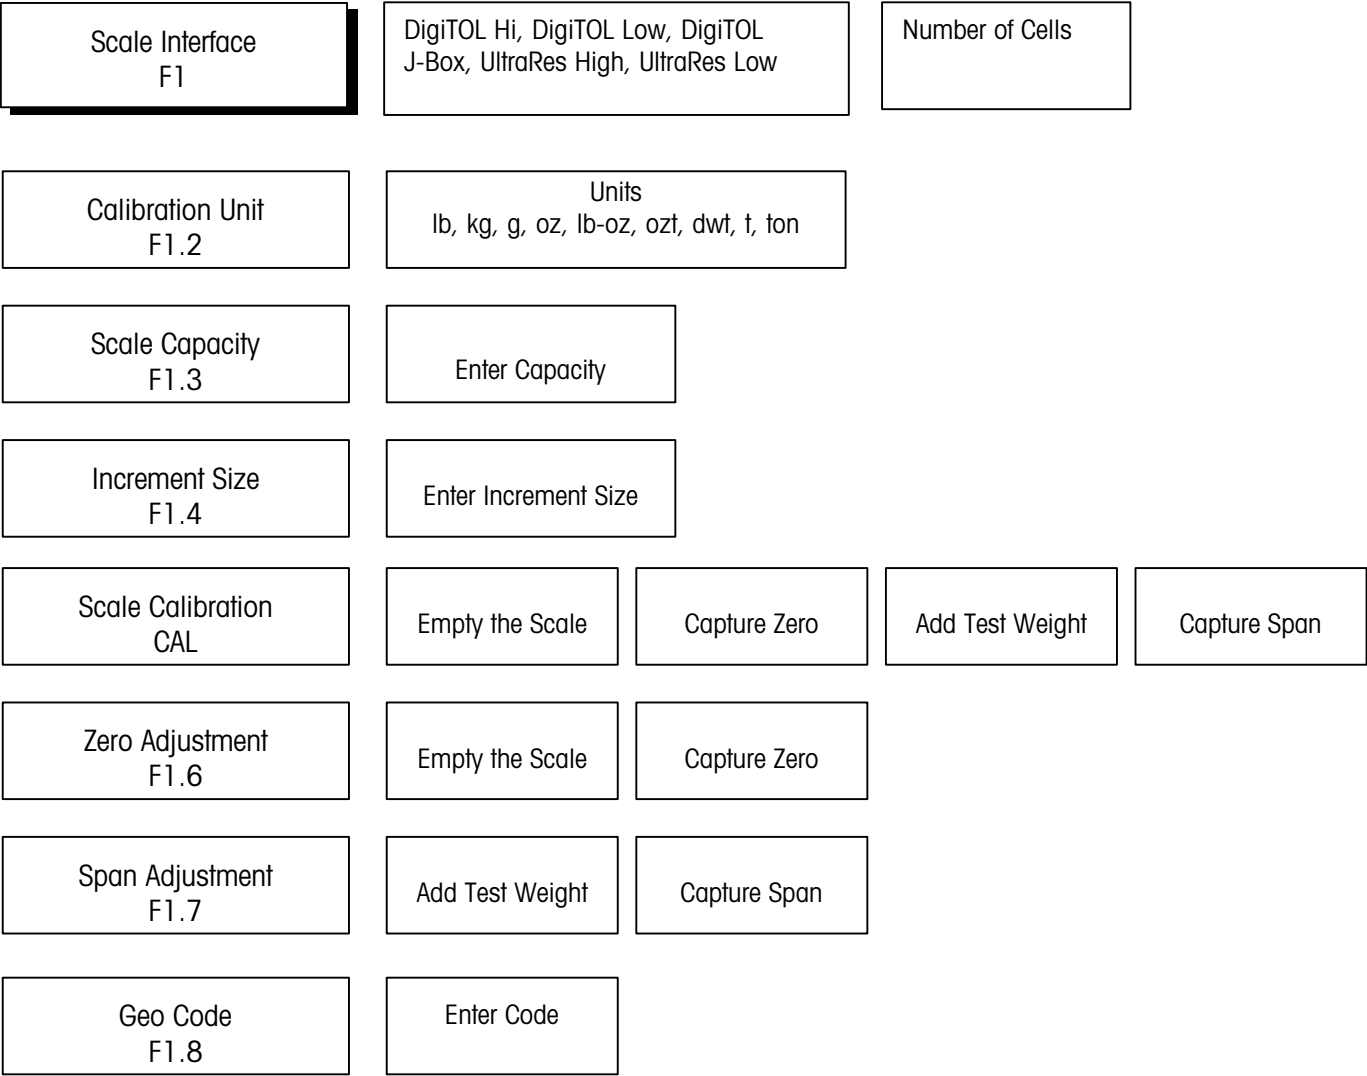 Scale Interface
F1
DigiTOL Hi, DigiTOL Low, DigiTOL
J-Box, UltraRes High, UltraRes Low
Number of Cells
Calibration Unit
F1.2
Units
lb, kg, g, oz, lb-oz, ozt, dwt, t, ton
Scale Capacity
F1.3
Enter Capacity
Increment Size
F1.4
Enter Increment Size
Scale Calibration
CAL
Empty the Scale
Capture Zero
Add Test Weight
Capture Span
Zero Adjustment
F1.6
Empty the Scale
Capture Zero
Span Adjustment
F1.7
Add Test Weight
Capture Span
Geo Code
F1.8
Enter Code